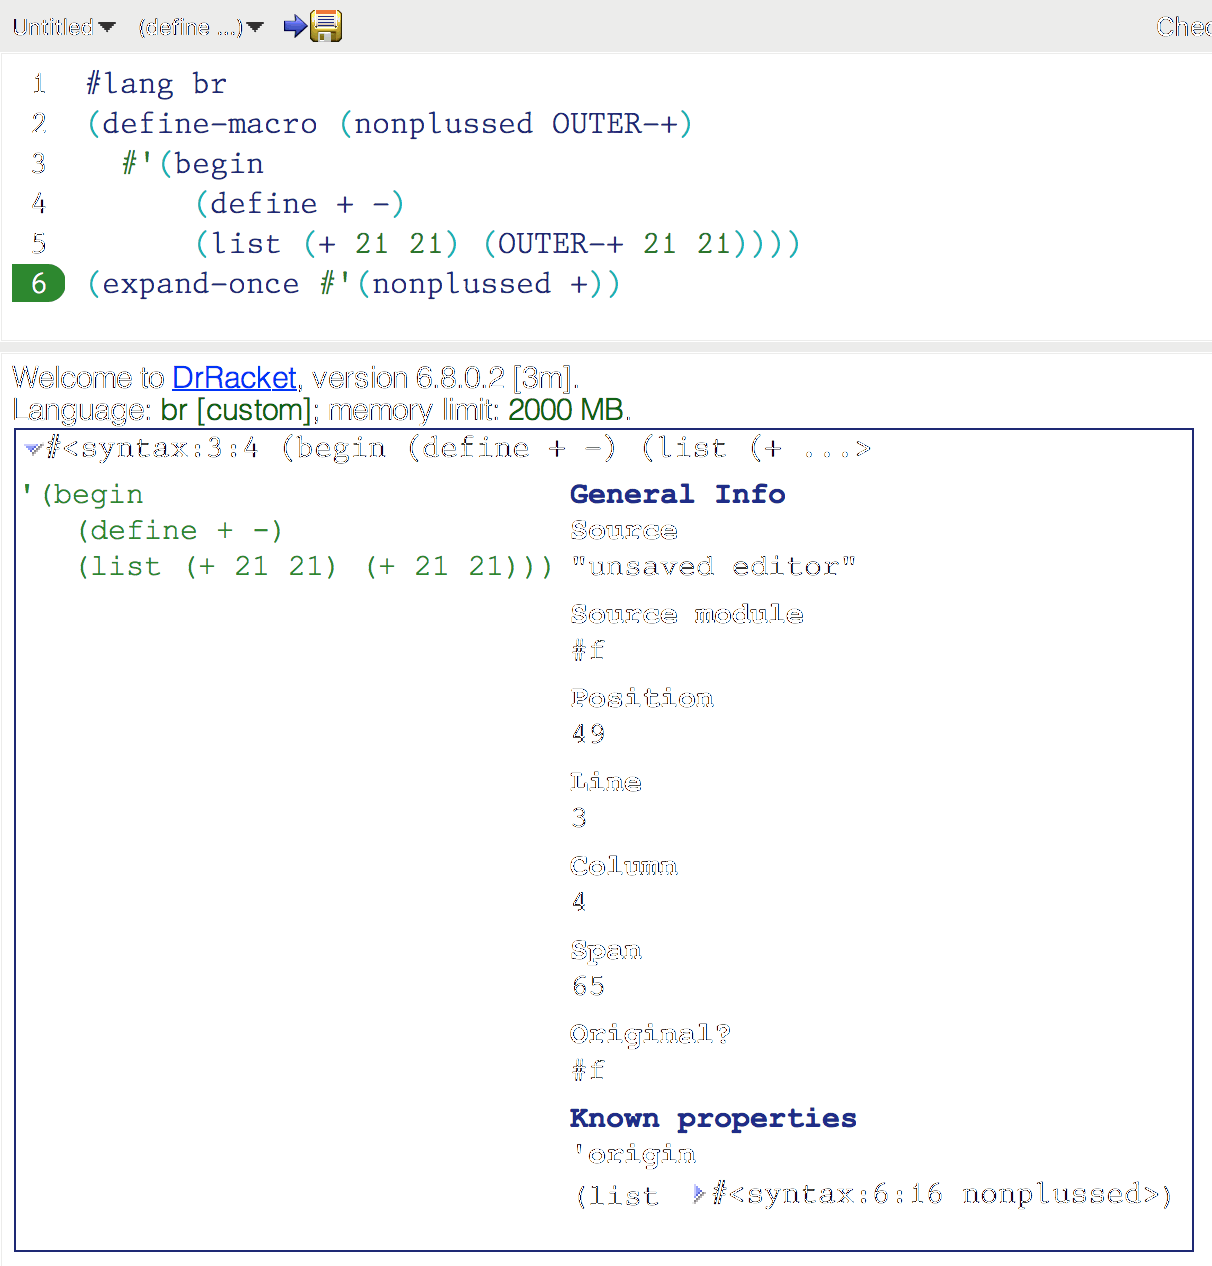 Untitled (define ...) Chec
1 #lang br
2 (define-macro (nonplussed OUTER-+)
3 #'(begin
4 (define + -)
5 (list (+ 21 21) (OUTER-+ 21 21))))
6 (expand-once #'(nonplussed +))
Welcome to DrRacket, version 6.8.0.2 [3m].
Language: br [custom]; memory limit: 2000 MB.
#<syntax:3:4 (begin (define + -) (list (+ ...>
'(begin
(define + -)
(list (+ 21 21) (+ 21 21)))
General Info
Source
"unsaved editor"
Source module
#f
Position
49
Line
3
Column
4
Span
65
Original?
#f
Known properties
'origin
(list #<syntax:6:16 nonplussed>)